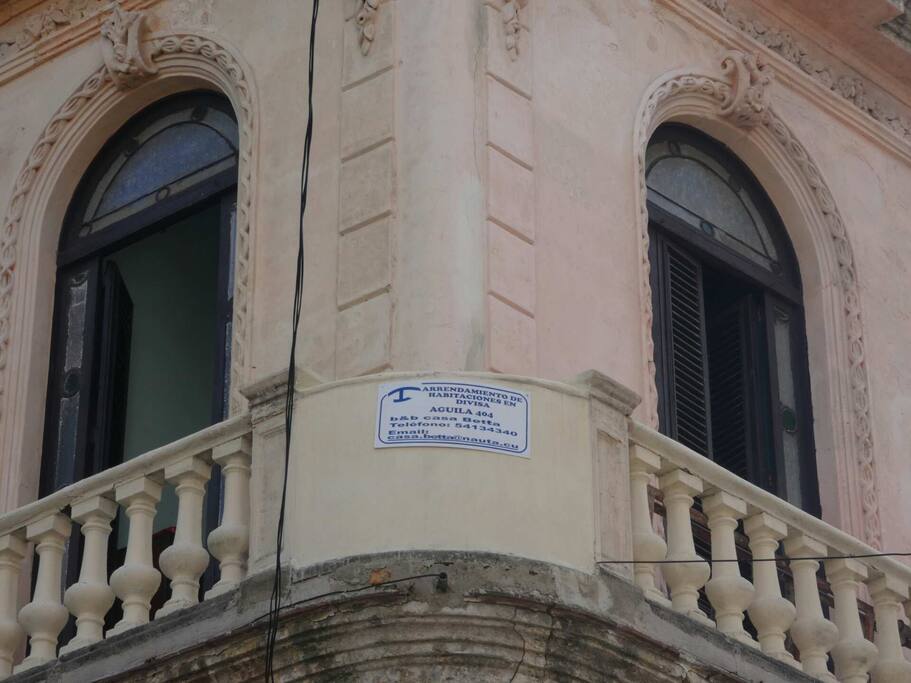 ARRENDAMIENTO DE
HABITACIONES EN
DIVISA
AGUILA 404
b&b casa Betta
Teléfono: 54134340
Email:
casa.betta@nauta.cu